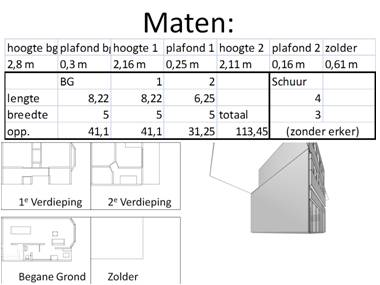 Maten:
hoogte bg plafond bg hoogte 1 plafond 1 hoogte 2 plafond 2 zolder
2,8 m 0,3 m 2,16 m 0,25 m 2,11 m 0,16 m 0,61 m
BG 1 2 Schuur
lengte 8,22 8,22 6,25 4
breedte 5 5 5 totaal 3
opp. 41,1 41,1 31,25 113,45 (zonder erker)
1e Verdieping 2e Verdieping
Begane Grond Zolder